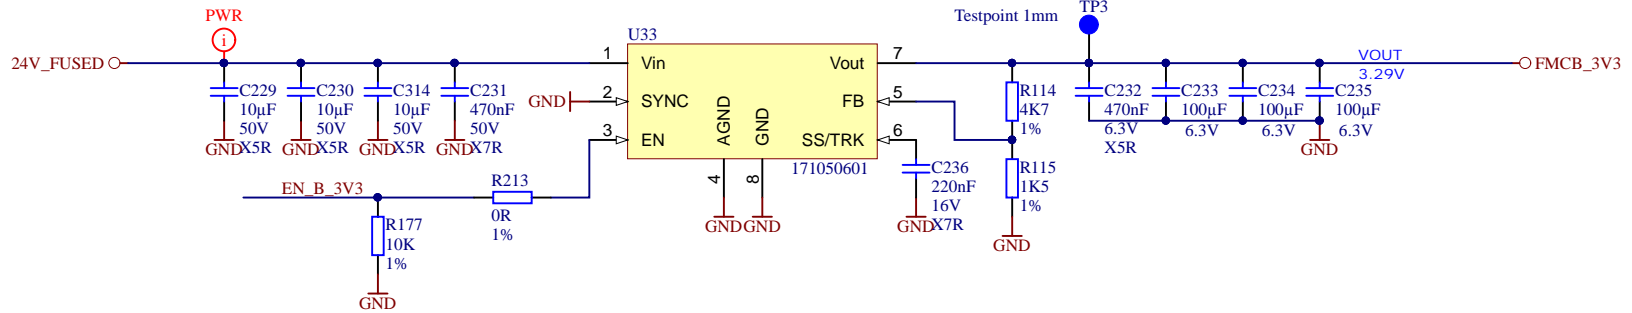 PWR
i
24V_FUSED
C229
10µF
50V
X5R
GND
C230
10µF
50V
X5R
GND
C314
10µF
50V
X5R
GND
C231
470nF
50V
X7R
GND
U33
1
Vin
GND
2
SYNC
3
EN
AGND
4
GND
8
GND
GND
Vout
7
FB
5
SS/TRK
6
171050601
EN_B_3V3
R213
0R
1%
R177
10K
1%
GND
C236
220nF
16V
X7R
GND
Testpoint 1mm
TP3
R114
4K7
1%
R115
1K5
1%
GND
C232
470nF
6.3V
X5R
C233
100µF
6.3V
C234
100µF
6.3V
C235
100µF
6.3V
GND
VOUT
3.29V
FMCB_3V3